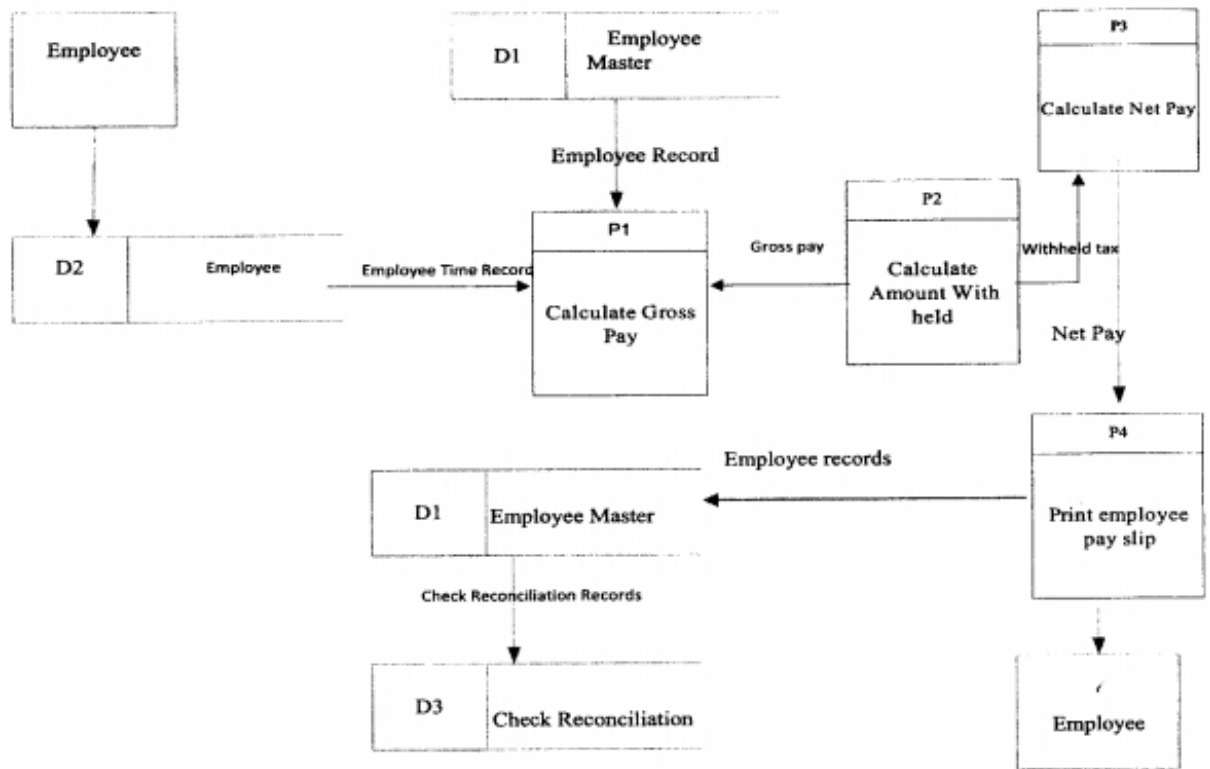 Employee
D1
Employee
Master
P3
Calculate Net Pay
Employee Record
P1
P2
Gross pay
Withheld tax
D2
Employee
Employee Time Record
Calculate Gross
Pay
Calculate
Amount With
held
Net Pay
P4
Employee records
D1
Employee Master
Print employee
pay slip
Check Reconciliation Records
D3
Check Reconciliation
Employee